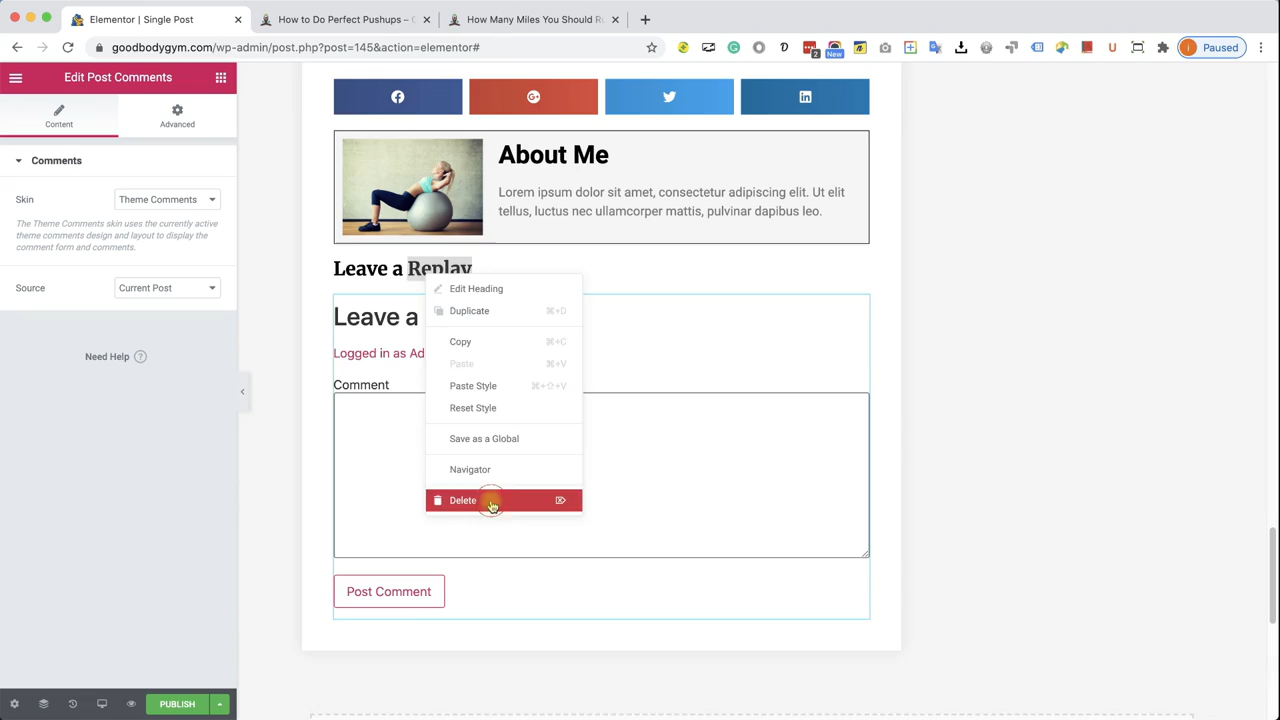 Elementor | Single Post
How to Do Perfect Pushups –
How Many Miles You Should R
goodbodygym.com/wp-admin/post.php?post=145&action=elementor#
2
New
Paused
Edit Post Comments
Content
Advanced
Comments
Skin
Theme Comments
The Theme Comments skin uses the currently active
theme comments design and layout to display the
comment form and comments.
Source
Current Post
Need Help
PUBLISH
About Me
Lorem ipsum dolor sit amet, consectetur adipiscing elit. Ut elit
tellus, luctus nec ullamcorper mattis, pulvinar dapibus leo.
Leave a Replay
Leave a
Logged in as Ad
Comment
Edit Heading
Duplicate ⌘+D
Copy ⌘+C
Paste ⌘+V
Paste Style ⌘+⇧+V
Reset Style
Save as a Global
Navigator
Delete
Post Comment